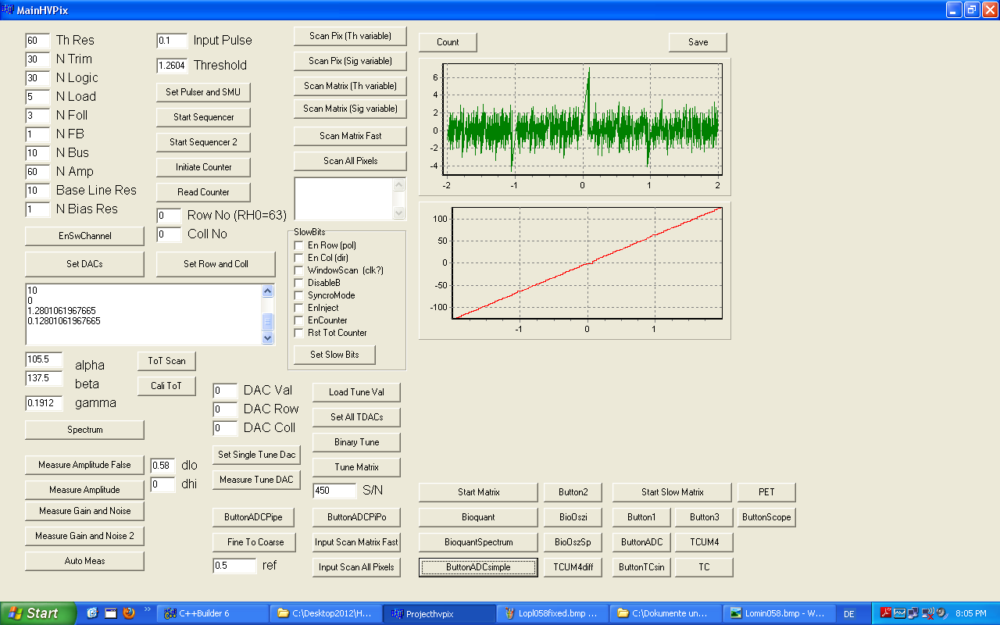 MainHVPix
60 Th Res
30 N Trim
30 N Logic
5 N Load
3 N Foll
1 N FB
10 N Bus
60 N Amp
10 Base Line Res
1 N Bias Res
EnSwChannel
Set DACs
0.1 Input Pulse
1.2604 Threshold
Set Pulser and SMU
Start Sequencer
Start Sequencer 2
Initiate Counter
Read Counter
0 Row No (RH0=63)
0 Coll No
Set Row and Coll
Scan Pix (Th variable)
Scan Pix (Sig variable)
Scan Matrix (Th variable)
Scan Matrix (Sig variable)
Scan Matrix Fast
Scan All Pixels
SlowBits
En Row (pol)
En Col (dir)
WindowScan (clk?)
DisableB
SyncroMode
EnInject
EnCounter
Rst Tot Counter
Set Slow Bits
Count
Save
6
4
2
0
-2
-4
-2 -1 0 1 2
100
50
0
-50
-100
-1 0 1
10
0
1.2801061967665
0.12801061967665
105.5 alpha
137.5 beta
0.1912 gamma
ToT Scan
Cali ToT
Spectrum
0 DAC Val
0 DAC Row
0 DAC Coll
Set Single Tune Dac
Measure Tune DAC
Load Tune Val
Set All TDACs
Binary Tune
Tune Matrix
450 S/N
Measure Amplitude False
0.58 dlo
Measure Amplitude
0 dhi
Measure Gain and Noise
Measure Gain and Noise 2
Auto Meas
ButtonADCPipe
Fine To Coarse
0.5 ref
ButtonADCPiPo
Input Scan Matrix Fast
Input Scan All Pixels
Start Matrix Button2 Start Slow Matrix PET
Bioquant BioOszi Button1 Button3 ButtonScope
BioquantSpectrum BioOszSp ButtonADC TCUM4
ButtonADCsimple TCUM4diff ButtonTCsin TC
Start » C++Builder 6 C:\Desktop2012\H... Projecthvpix Lopl058fixed.bmp ... C:\Dokumente un... Lomin058.bmp - W... DE 8:05 PM